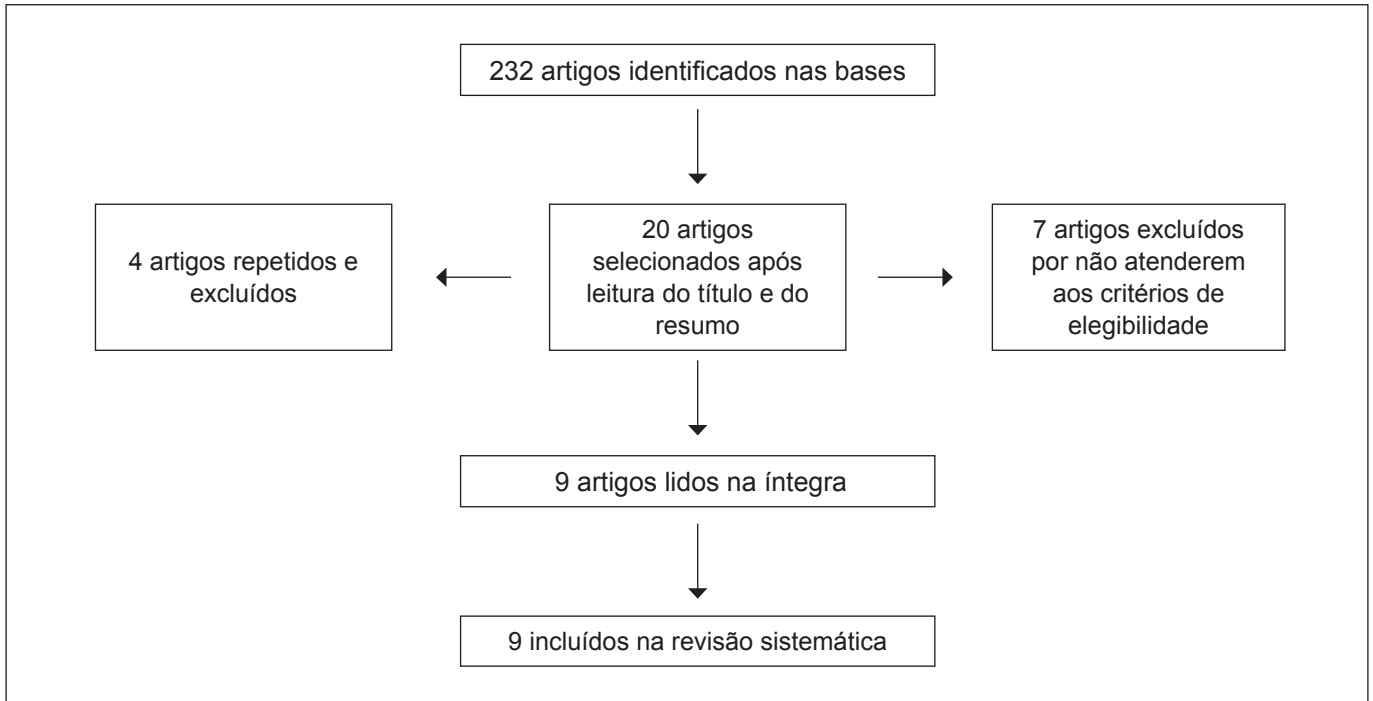 232 artigos identificados nas bases
4 artigos repetidos e
excluídos
20 artigos
selecionados após
leitura do título e do
resumo
7 artigos excluídos
por não atenderem
aos critérios de
elegibilidade
9 artigos lidos na íntegra
9 incluídos na revisão sistemática